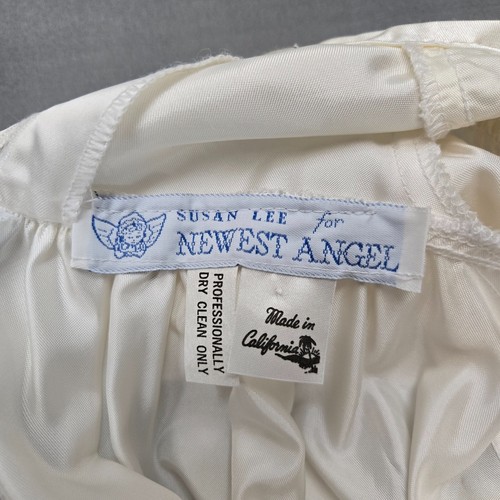 SUSAN LEE for
NEWEST ANGEL
PROFESSIONALLY
DRY CLEAN ONLY
Made in
California